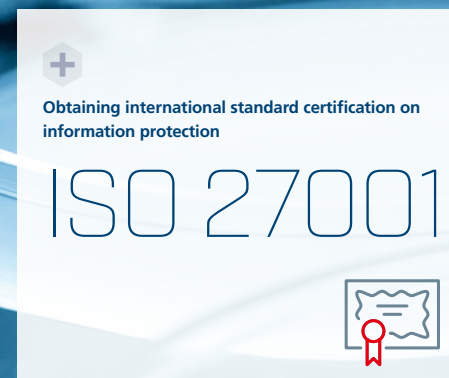 Obtaining international standard certification on
information protection
ISO 27001